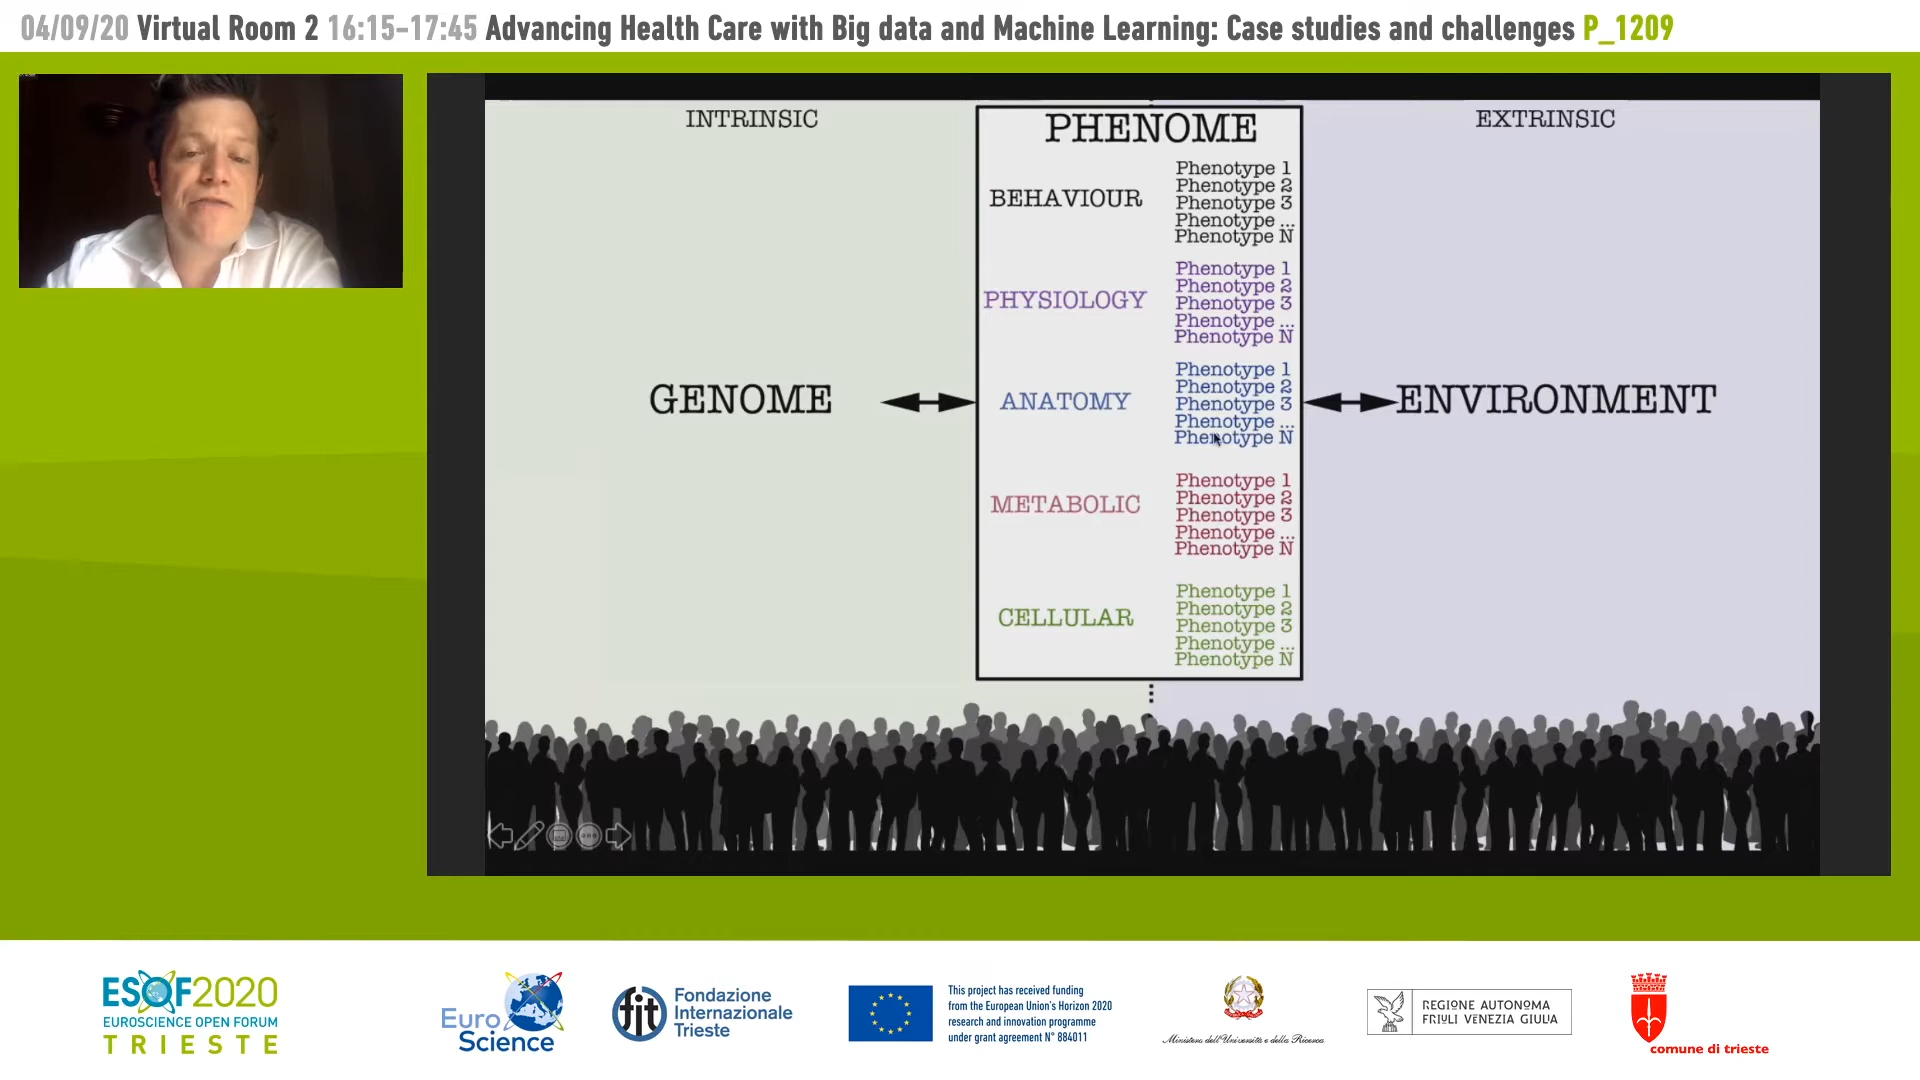 04/09/20 Virtual Room 2 16:15-17:45 Advancing Health Care with Big data and Machine Learning: Case studies and challenges P_1209
INTRINSIC
PHENOME
EXTRINSIC
BEHAVIOUR
Phenotype 1
Phenotype 2
Phenotype 3
Phenotype ...
Phenotype N
PHYSIOLOGY
Phenotype 1
Phenotype 2
Phenotype 3
Phenotype ...
Phenotype N
GENOME
ANATOMY
Phenotype 1
Phenotype 2
Phenotype 3
Phenotype ...
Phenotype N
ENVIRONMENT
METABOLIC
Phenotype 1
Phenotype 2
Phenotype 3
Phenotype ...
Phenotype N
CELLULAR
Phenotype 1
Phenotype 2
Phenotype 3
Phenotype ...
Phenotype N
ESOF2020
EUROSCIENCE OPEN FORUM
TRIESTE
Euro
Science
fit
Fondazione
Internazionale
Trieste
This project has received funding
from the European Union's Horizon 2020
research and innovation programme
under grant agreement N° 884011
Ministero dell'Università e della Ricerca
REGIONE AUTONOMA
FRIULI VENEZIA GIULIA
comune di trieste